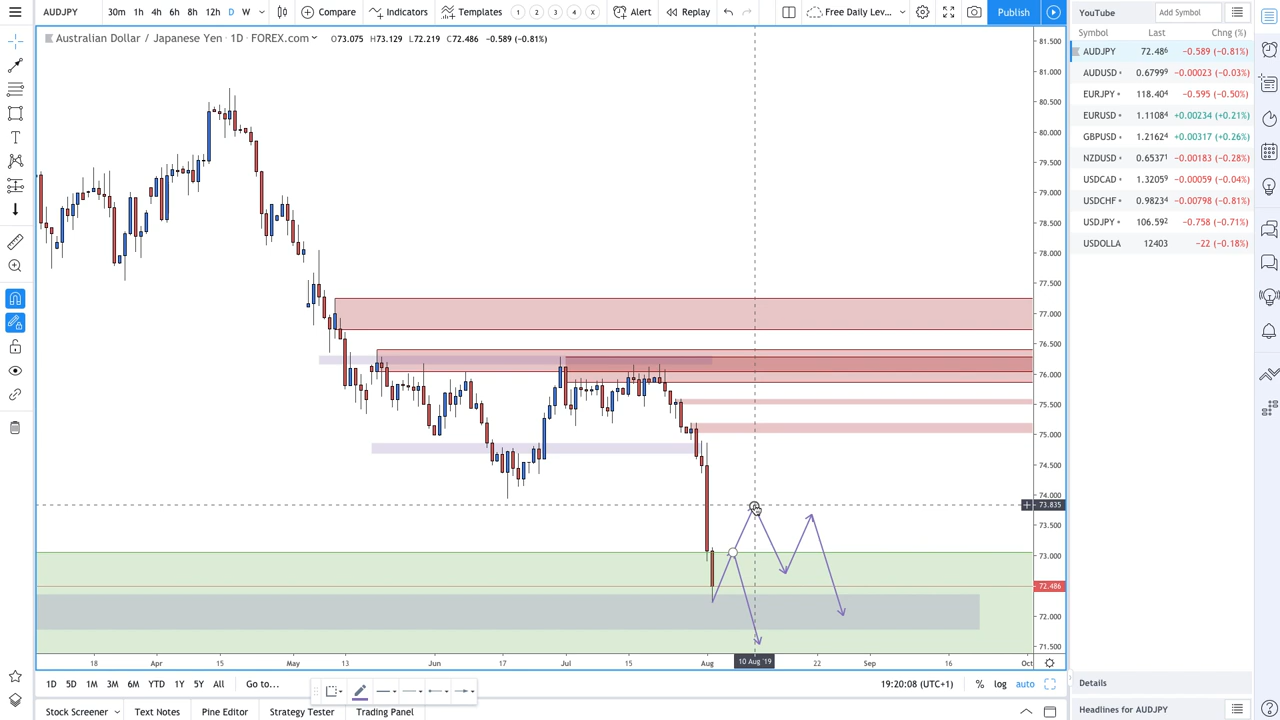 AUDJPY 30m 1h 4h 6h 8h 12h D W Compare Indicators Templates 1 2 3 4 X Alert Replay Free Daily Lev... Publish
Australian Dollar / Japanese Yen · 1D · FOREX.com O73.075 H73.129 L72.219 C72.486 −0.589 (−0.81%)
81.500
81.000
80.500
80.000
79.500
79.000
78.500
78.000
77.500
77.000
76.500
76.000
75.500
75.000
74.500
74.000
73.835
73.500
73.000
72.486
72.000
71.500
18 Apr 15 May 13 Jun 17 Jul 15 Aug 10 Aug '19 22 Sep 16 Oct
1D 5D 1M 3M 6M YTD 1Y 5Y All Go to... 19:20:08 (UTC+1) % log auto
Stock Screener Text Notes Pine Editor Strategy Tester Trading Panel
YouTube Add Symbol
Symbol Last Chng (%)
AUDJPY 72.486 −0.589 (−0.81%)
AUDUSD 0.67999 −0.00023 (−0.03%)
EURJPY 118.404 −0.595 (−0.50%)
EURUSD 1.11084 +0.00234 (+0.21%)
GBPUSD 1.21624 +0.00317 (+0.26%)
NZDUSD 0.65371 −0.00183 (−0.28%)
USDCAD 1.32059 −0.00059 (−0.04%)
USDCHF 0.98234 −0.00798 (−0.81%)
USDJPY 106.592 −0.758 (−0.71%)
USDOLLA 12403 −22 (−0.18%)
Details
Headlines for AUDJPY